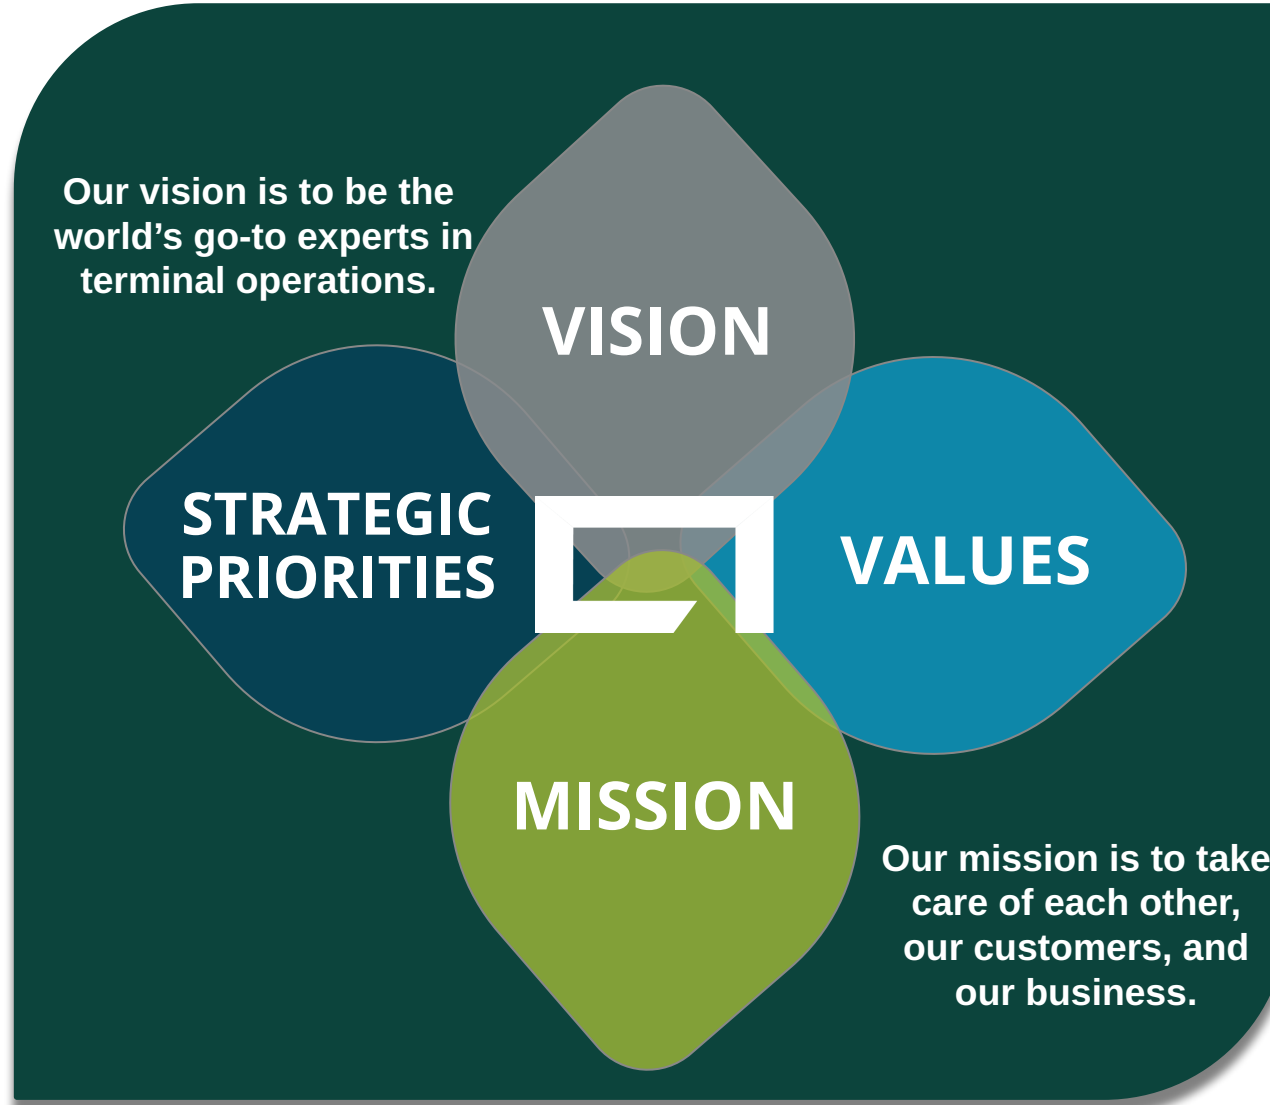 Our vision is to be the
world’s go-to experts in
terminal operations.
VISION
STRATEGIC
PRIORITIES
VALUES
MISSION
Our mission is to take
care of each other,
our customers, and
our business.